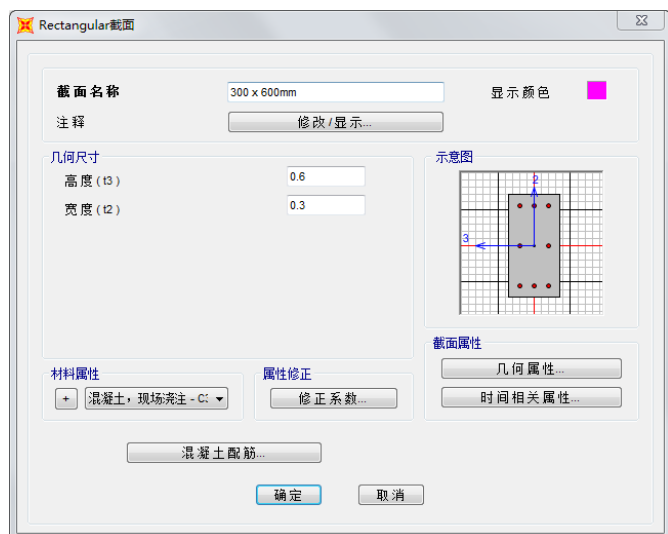 Rectangular截面
截面名称 300 x 600mm 显示颜色
注释 修改/显示...
几何尺寸 示意图
高度(t3) 0.6
宽度(t2) 0.3
2
3
截面属性
几何属性...
材料属性 属性修正
+ 混凝土，现场浇注 - C: 修正系数... 时间相关属性...
混凝土配筋...
确定 取消